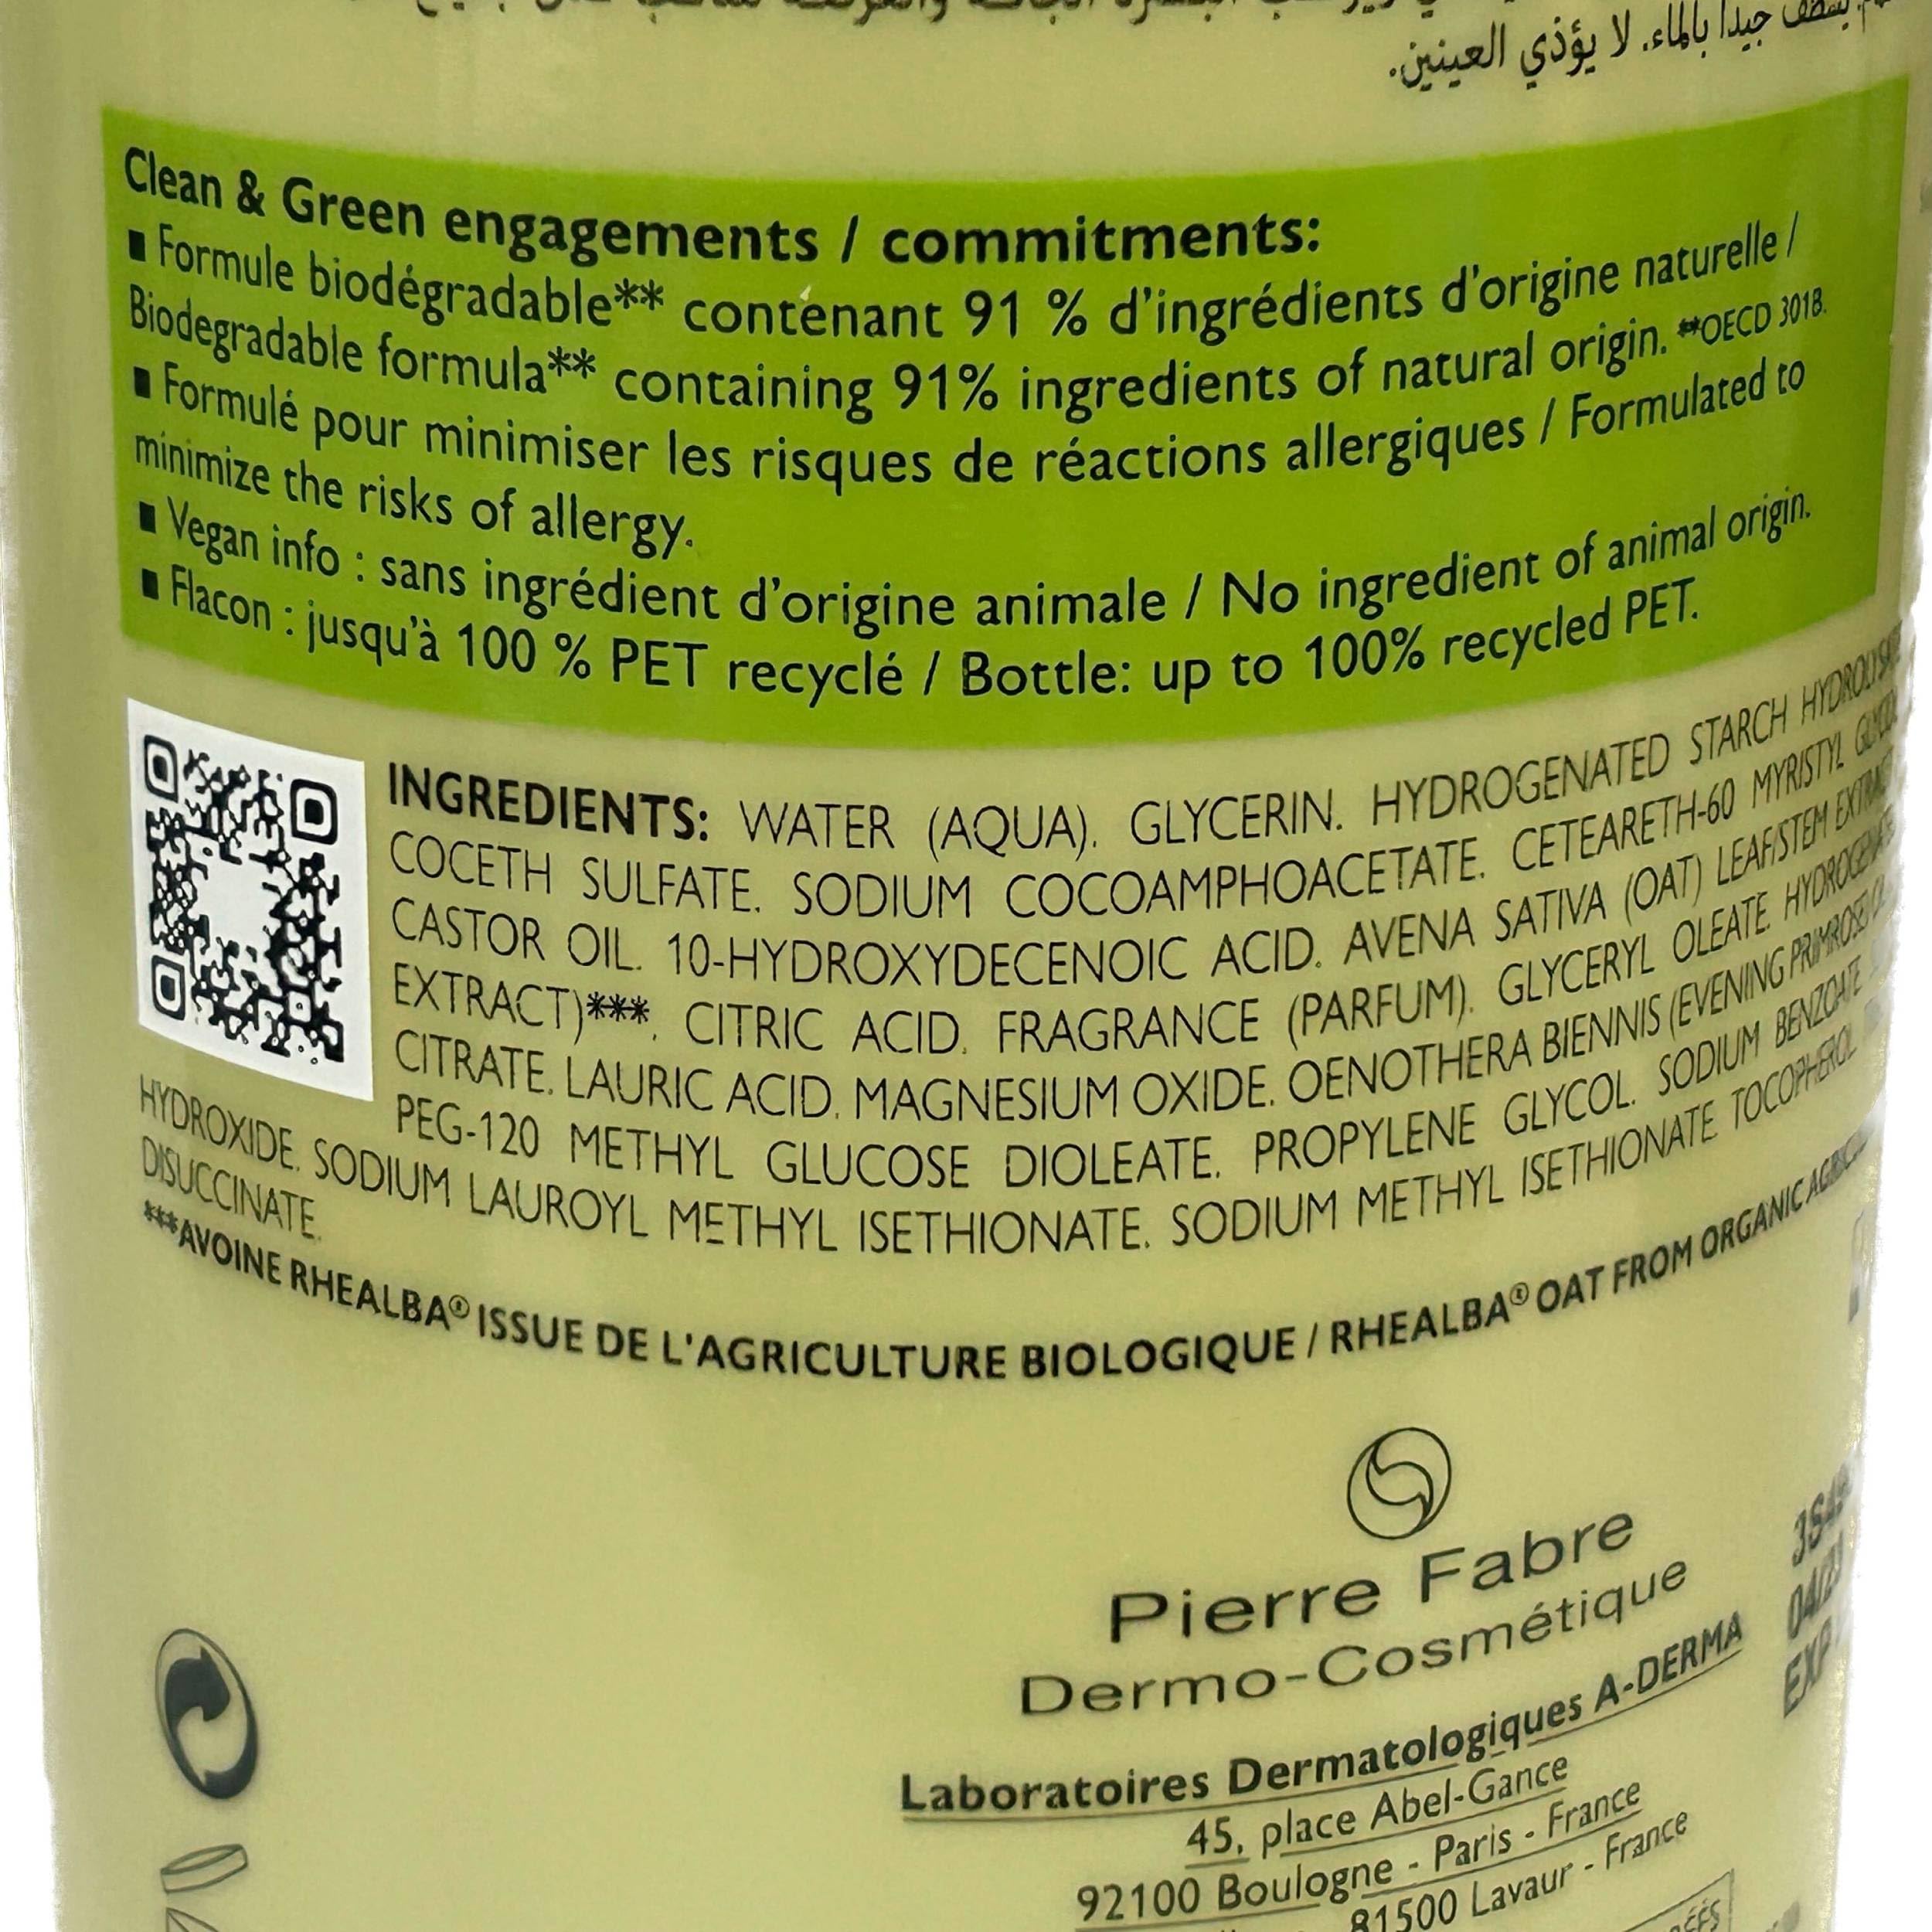 جيداً بالماء. لا يؤذي العينين.
Clean & Green engagements / commitments:
▪ Formule biodégradable** contenant 91 % d'ingrédients d'origine naturelle /
Biodegradable formula** containing 91% ingredients of natural origin. **OECD 301B.
▪ Formulé pour minimiser les risques de réactions allergiques / Formulated to
minimize the risks of allergy.
▪ Vegan info : sans ingrédient d'origine animale / No ingredient of animal origin.
▪ Flacon : jusqu'à 100 % PET recyclé / Bottle: up to 100% recycled PET.
INGREDIENTS: WATER (AQUA). GLYCERIN. HYDROGENATED STARCH HYDROLYSATE
COCETH SULFATE. SODIUM COCOAMPHOACETATE. CETEARETH-60 MYRISTYL GLYCOL
CASTOR OIL. 10-HYDROXYDECENOIC ACID. AVENA SATIVA (OAT) LEAF/STEM EXTRACT
EXTRACT)***. CITRIC ACID. FRAGRANCE (PARFUM). GLYCERYL OLEATE. HYDROGENATE
CITRATE. LAURIC ACID. MAGNESIUM OXIDE. OENOTHERA BIENNIS (EVENING PRIMROSE)
PEG-120 METHYL GLUCOSE DIOLEATE. PROPYLENE GLYCOL. SODIUM BENZOATE.
HYDROXIDE. SODIUM LAUROYL METHYL ISETHIONATE. SODIUM METHYL ISETHIONATE. TOCOPHEROL.
DISUCCINATE.
***AVOINE RHEALBA® ISSUE DE L'AGRICULTURE BIOLOGIQUE / RHEALBA® OAT FROM ORGANIC
Pierre Fabre
Dermo-Cosmétique
Laboratoires Dermatologiques A-DERMA
45, place Abel-Gance
92100 Boulogne - Paris - France
81500 Lavaur - France
EXP